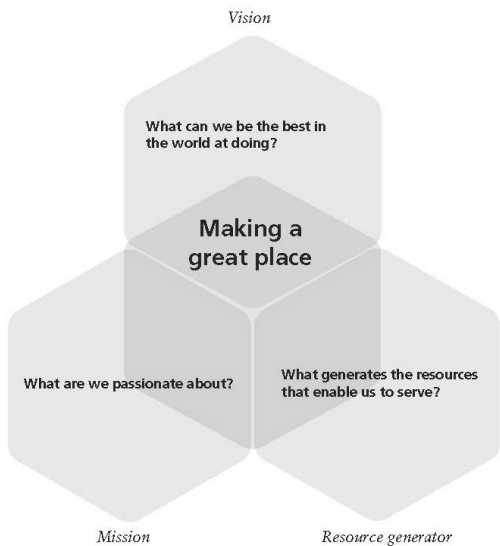 Vision
What can we be the best in
the world at doing?
Making a
great place
What are we passionate about?
What generates the resources
that enable us to serve?
Mission
Resource generator